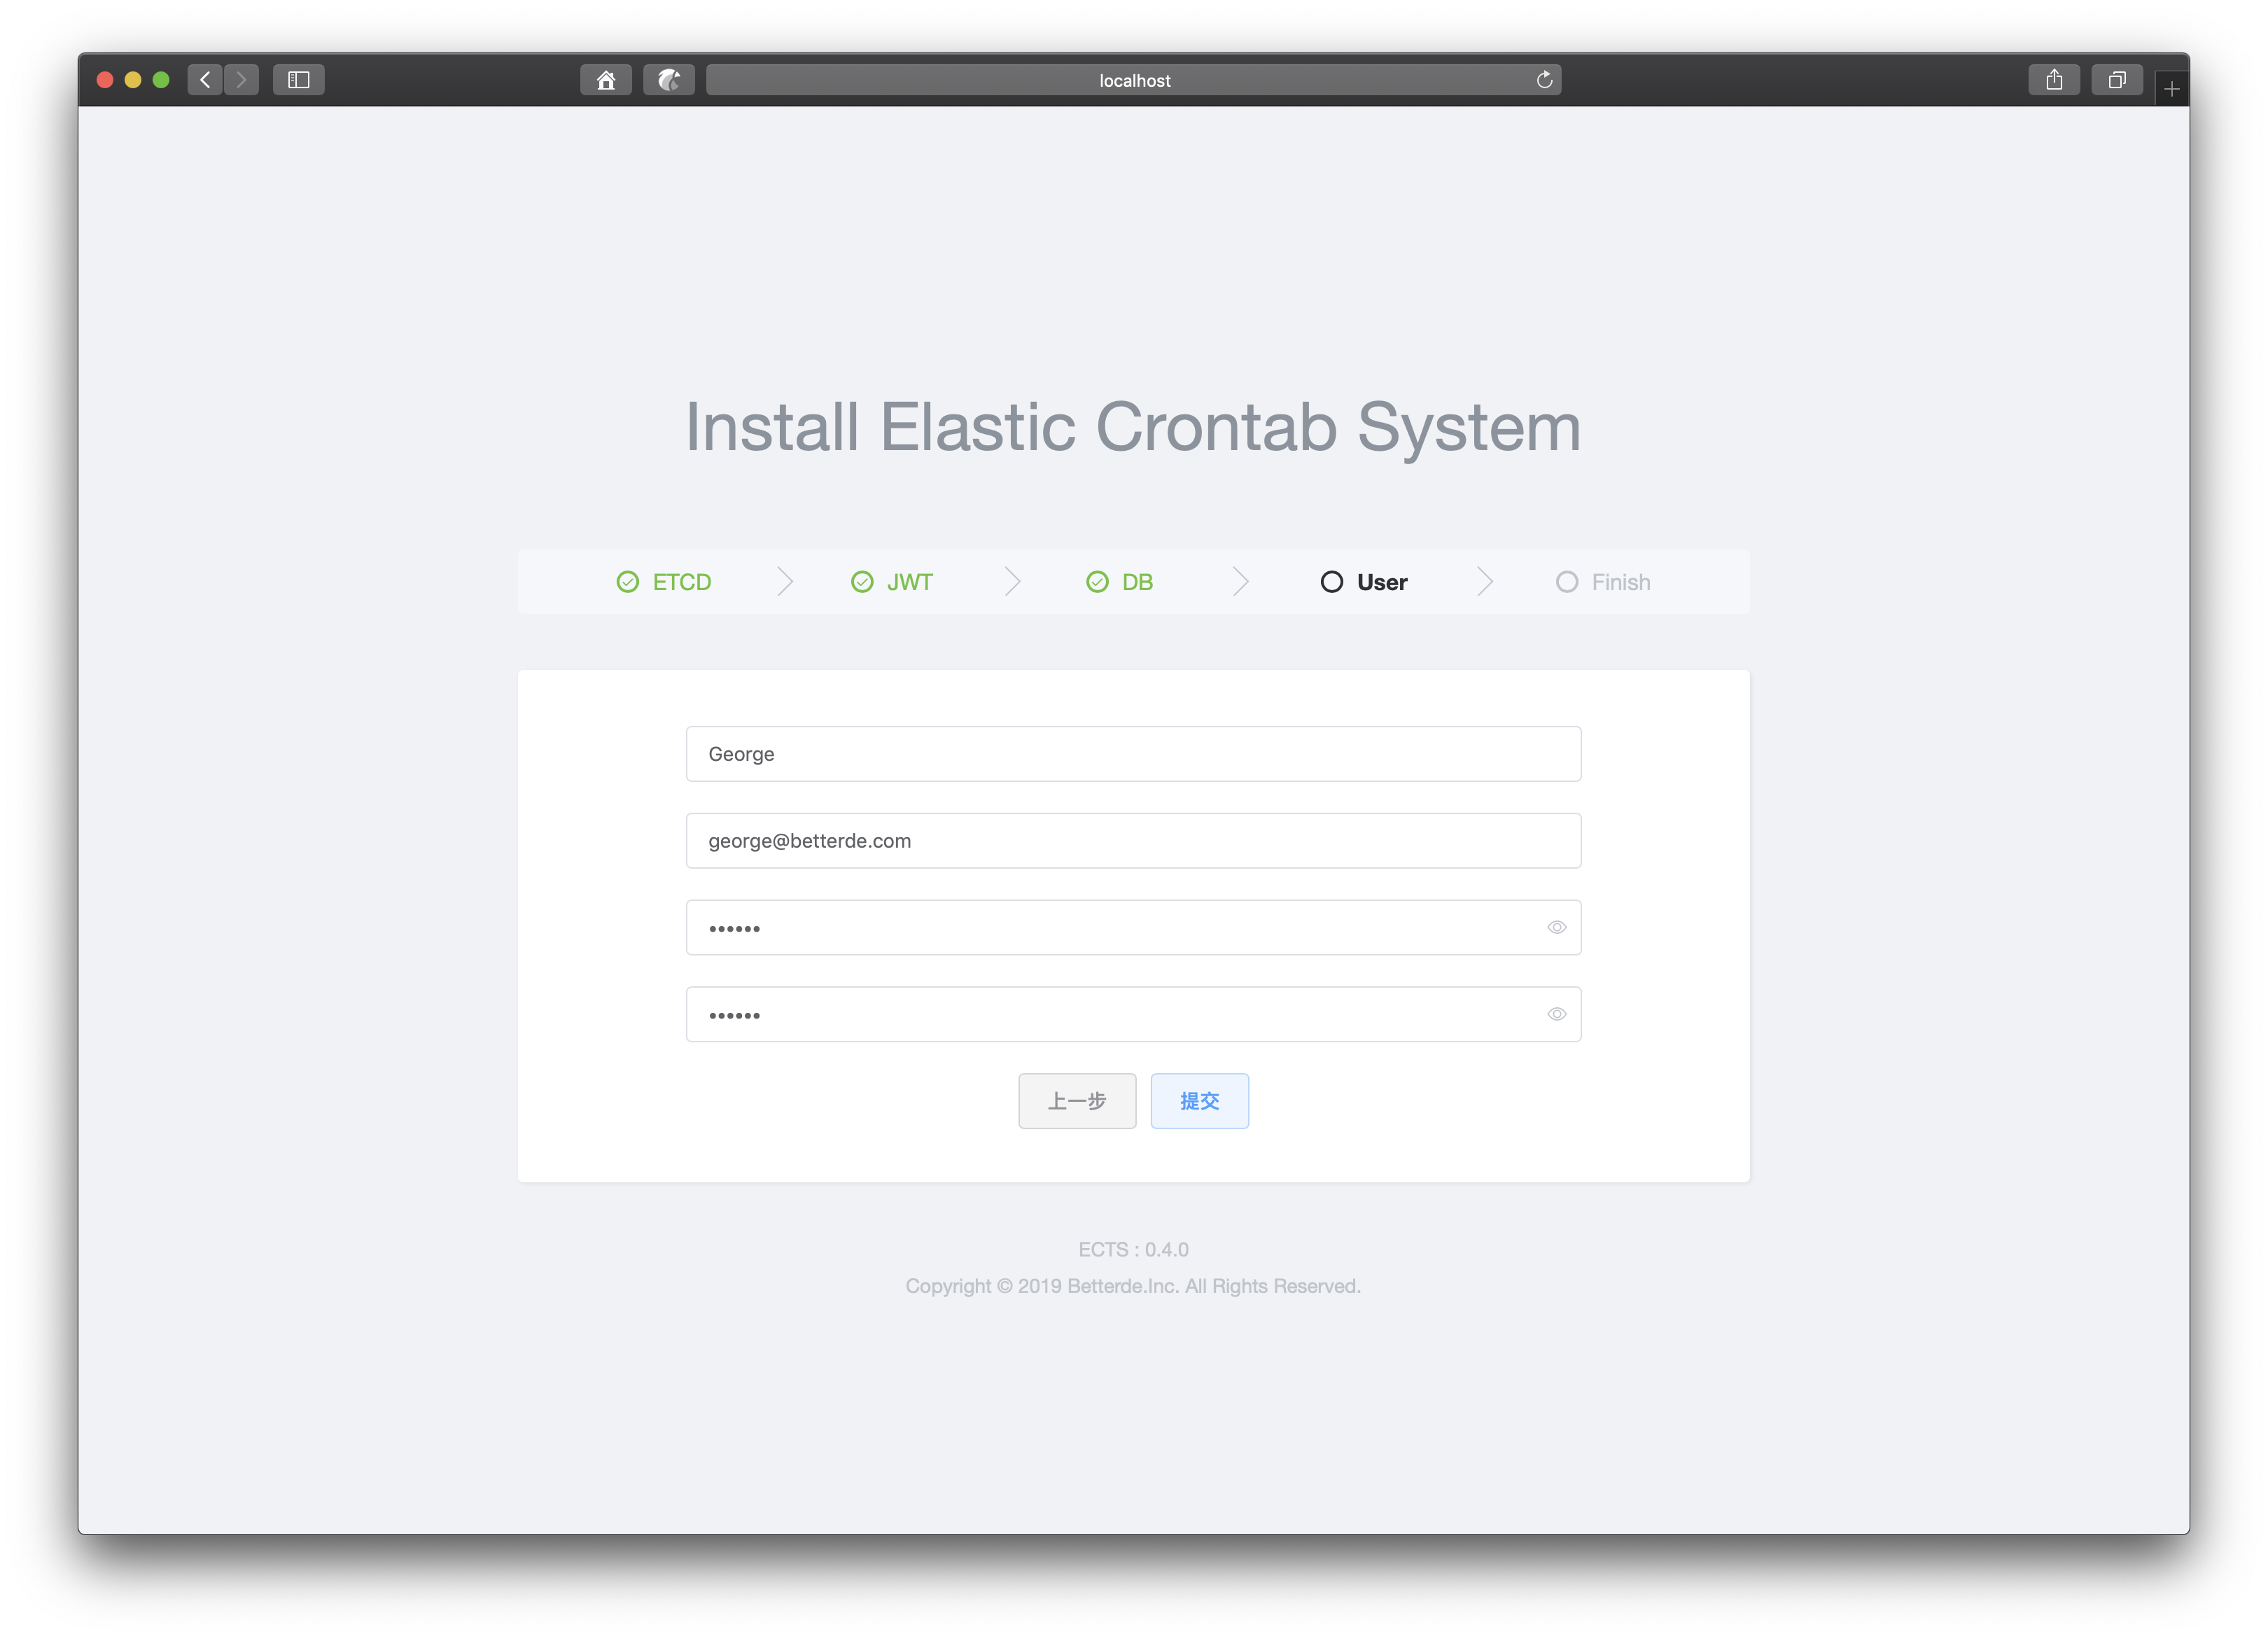 localhost
Install Elastic Crontab System
ETCD JWT DB User Finish
George
george@betterde.com
••••••
••••••
上一步 提交
ECTS : 0.4.0
Copyright © 2019 Betterde.Inc. All Rights Reserved.